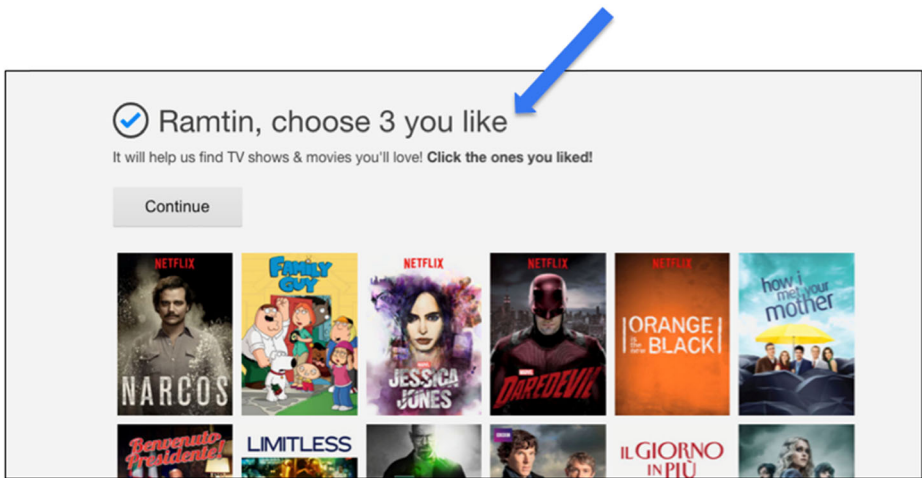 Ramtin, choose 3 you like
It will help us find TV shows & movies you'll love! Click the ones you liked!
Continue
NETFLIX
NARCOS
FAMILY
GUY
NETFLIX
MARVEL
JESSICA
JONES
NETFLIX
MARVEL
DAREDEVIL
NETFLIX
ORANGE
is the new BLACK
how i
met your
mother
Benvenuto
Presidente!
LIMITLESS
BBC
IL GIORNO
IN PIÙ